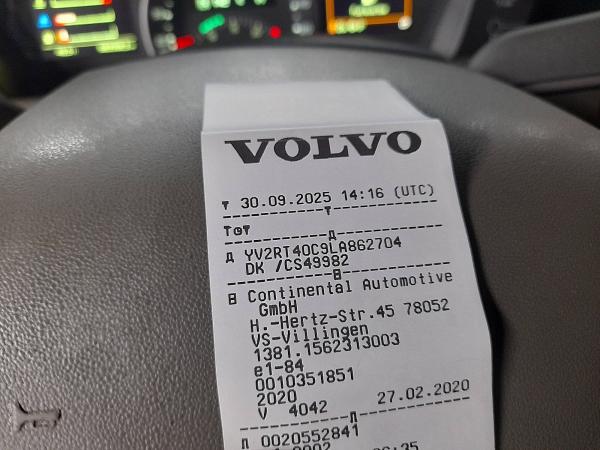 VOLVO
30.09.2025 14:16 (UTC)
YV2RT40C9LA862704
DK /CS49982
Continental Automotive
GmbH
H.-Hertz-Str.45 78052
VS-Villingen
1381.1562313003
e1-84
0010351851
2020
V 4042 27.02.2020
0020552841